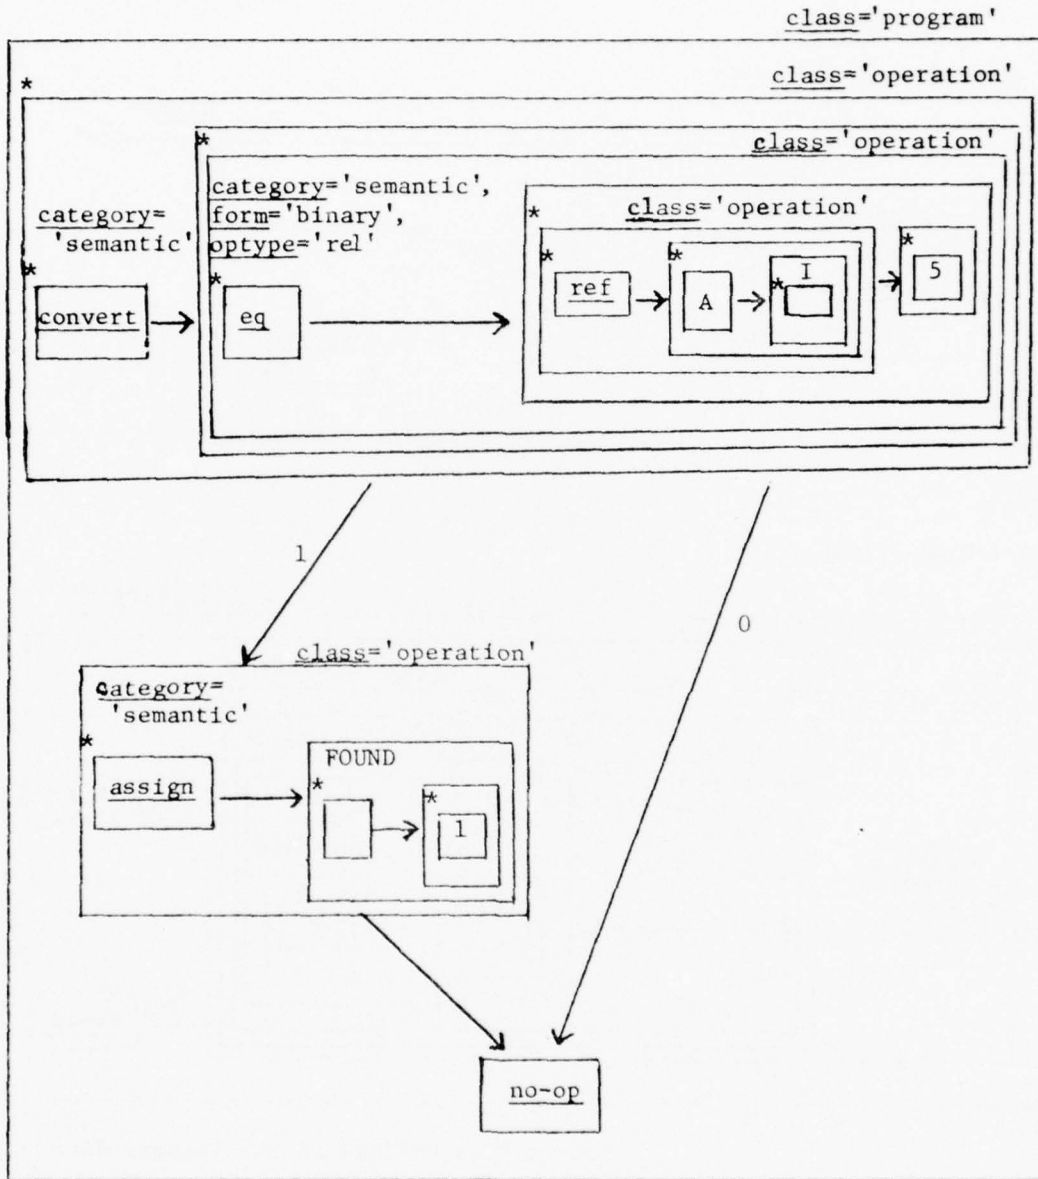 class='program'
* class='operation'
* class='operation'
category='semantic',
form='binary',
optype='rel'
* class='operation'
category=
'semantic'
* convert
* eq
* ref
* A
I
*
* 5
1
0
class='operation'
category=
'semantic'
* assign
FOUND
*
* 1
no-op